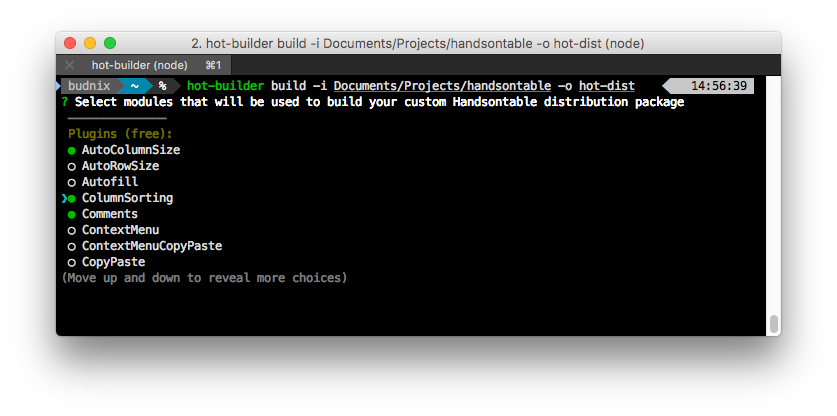 2. hot-builder build -i Documents/Projects/handsontable -o hot-dist (node)
hot-builder (node) ⌘1
budnix ~ % hot-builder build -i Documents/Projects/handsontable -o hot-dist 14:56:39
? Select modules that will be used to build your custom Handsontable distribution package
Plugins (free):
AutoColumnSize
AutoRowSize
Autofill
ColumnSorting
Comments
ContextMenu
ContextMenuCopyPaste
CopyPaste
(Move up and down to reveal more choices)